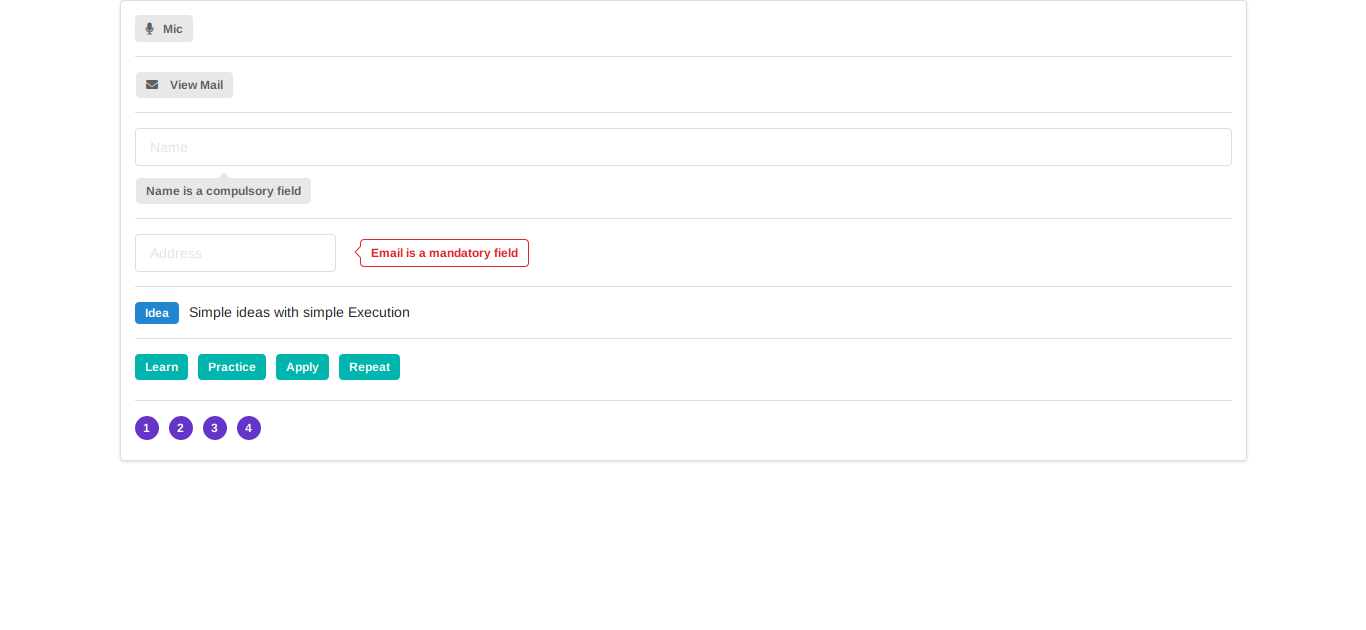 Mic
View Mail
Name
Name is a compulsory field
Address Email is a mandatory field
Idea Simple ideas with simple Execution
Learn Practice Apply Repeat
1 2 3 4